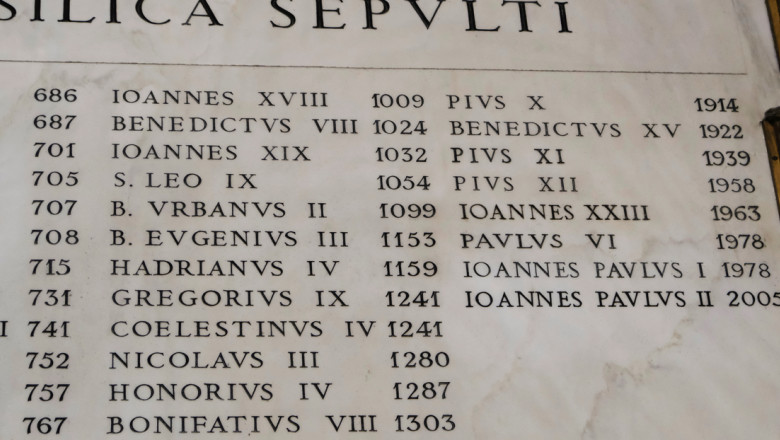 SILICA SEPVLTI
686 IOANNES XVIII 1009 PIVS X 1914
687 BENEDICTVS VIII 1024 BENEDICTVS XV 1922
701 IOANNES XIX 1032 PIVS XI 1939
705 S. LEO IX 1054 PIVS XII 1958
707 B. VRBANVS II 1099 IOANNES XXIII 1963
708 B. EVGENIVS III 1153 PAVLVS VI 1978
715 HADRIANVS IV 1159 IOANNES PAVLVS I 1978
731 GREGORIVS IX 1241 IOANNES PAVLVS II 2005
I 741 COELESTINVS IV 1241
752 NICOLAVS III 1280
757 HONORIVS IV 1287
767 BONIFATIVS VIII 1303